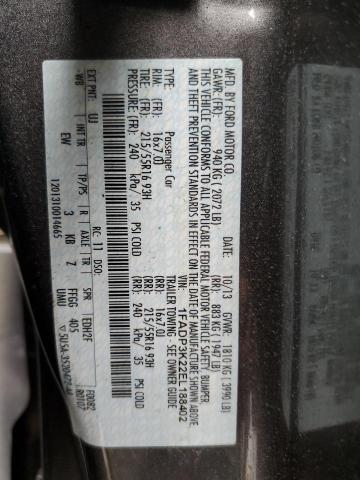 MFD. BY FORD MOTOR CO.
10/13 GVWR: 1810 KG ( 3990 LB)
GAWR: (FR) 940 KG ( 2072 LB) (RR) 883 KG ( 1947 LB)
THIS VEHICLE CONFORMS TO ALL APPLICABLE FEDERAL MOTOR VEHICLE SAFETY, BUMPER,
AND THEFT PREVENTION STANDARDS IN EFFECT ON THE DATE OF MANUFACTURE SHOWN ABOVE.
1FADP3K22EL188402
TYPE: Passenger Car
TRAILER TOWING - SEE OWNER GUIDE
RIM: (FR) 16x7.0J (RR) 16x7.0J
TIRE: (FR) 215/55R16 93H (RR) 215/55R16 93H
PRESSURE: (FR) 240 kPa/ 35 PSI COLD (RR) 240 kPa/ 35 PSI COLD
EXT PNT: UJ RC: 11 DSO:
WB INT TR TP/PS R AXLE TR SPR EDH2F F0082
EW 3 KB Z FFGG 405 R0107
1201310014665 UMU